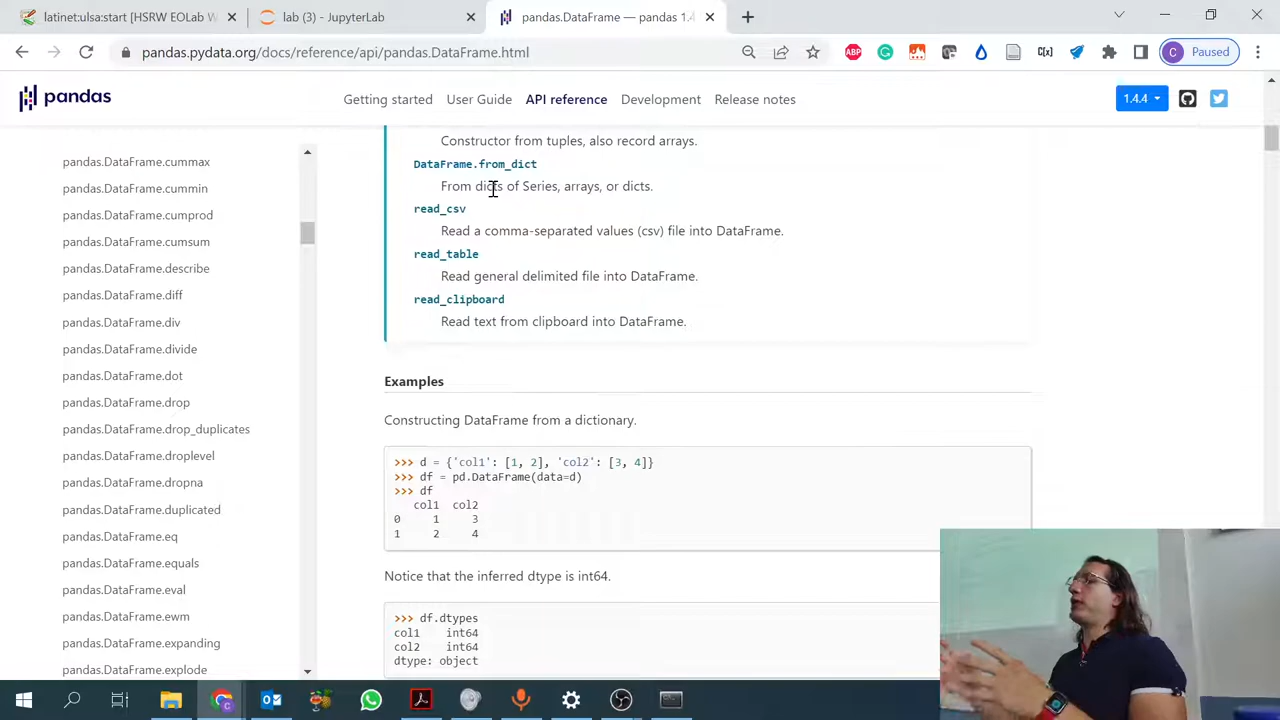 latinet:ulsa:start [HSRW EOLab W
lab (3) - JupyterLab
pandas.DataFrame — pandas 1.4
pandas.pydata.org/docs/reference/api/pandas.DataFrame.html
ABP
C[x]
C
Paused
pandas
Getting started
User Guide
API reference
Development
Release notes
1.4.4
pandas.DataFrame.cummax
pandas.DataFrame.cummin
pandas.DataFrame.cumprod
pandas.DataFrame.cumsum
pandas.DataFrame.describe
pandas.DataFrame.diff
pandas.DataFrame.div
pandas.DataFrame.divide
pandas.DataFrame.dot
pandas.DataFrame.drop
pandas.DataFrame.drop_duplicates
pandas.DataFrame.droplevel
pandas.DataFrame.dropna
pandas.DataFrame.duplicated
pandas.DataFrame.eq
pandas.DataFrame.equals
pandas.DataFrame.eval
pandas.DataFrame.ewm
pandas.DataFrame.expanding
pandas.DataFrame.explode
Constructor from tuples, also record arrays.
DataFrame.from_dict
From dicts of Series, arrays, or dicts.
read_csv
Read a comma-separated values (csv) file into DataFrame.
read_table
Read general delimited file into DataFrame.
read_clipboard
Read text from clipboard into DataFrame.
Examples
Constructing DataFrame from a dictionary.
>>> d = {'col1': [1, 2], 'col2': [3, 4]}
>>> df = pd.DataFrame(data=d)
>>> df
col1 col2
0 1 3
1 2 4
Notice that the inferred dtype is int64.
>>> df.dtypes
col1 int64
col2 int64
dtype: object